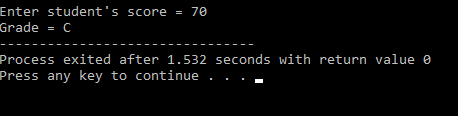 Enter student's score = 70
Grade = C
--------------------------------
Process exited after 1.532 seconds with return value 0
Press any key to continue . . .